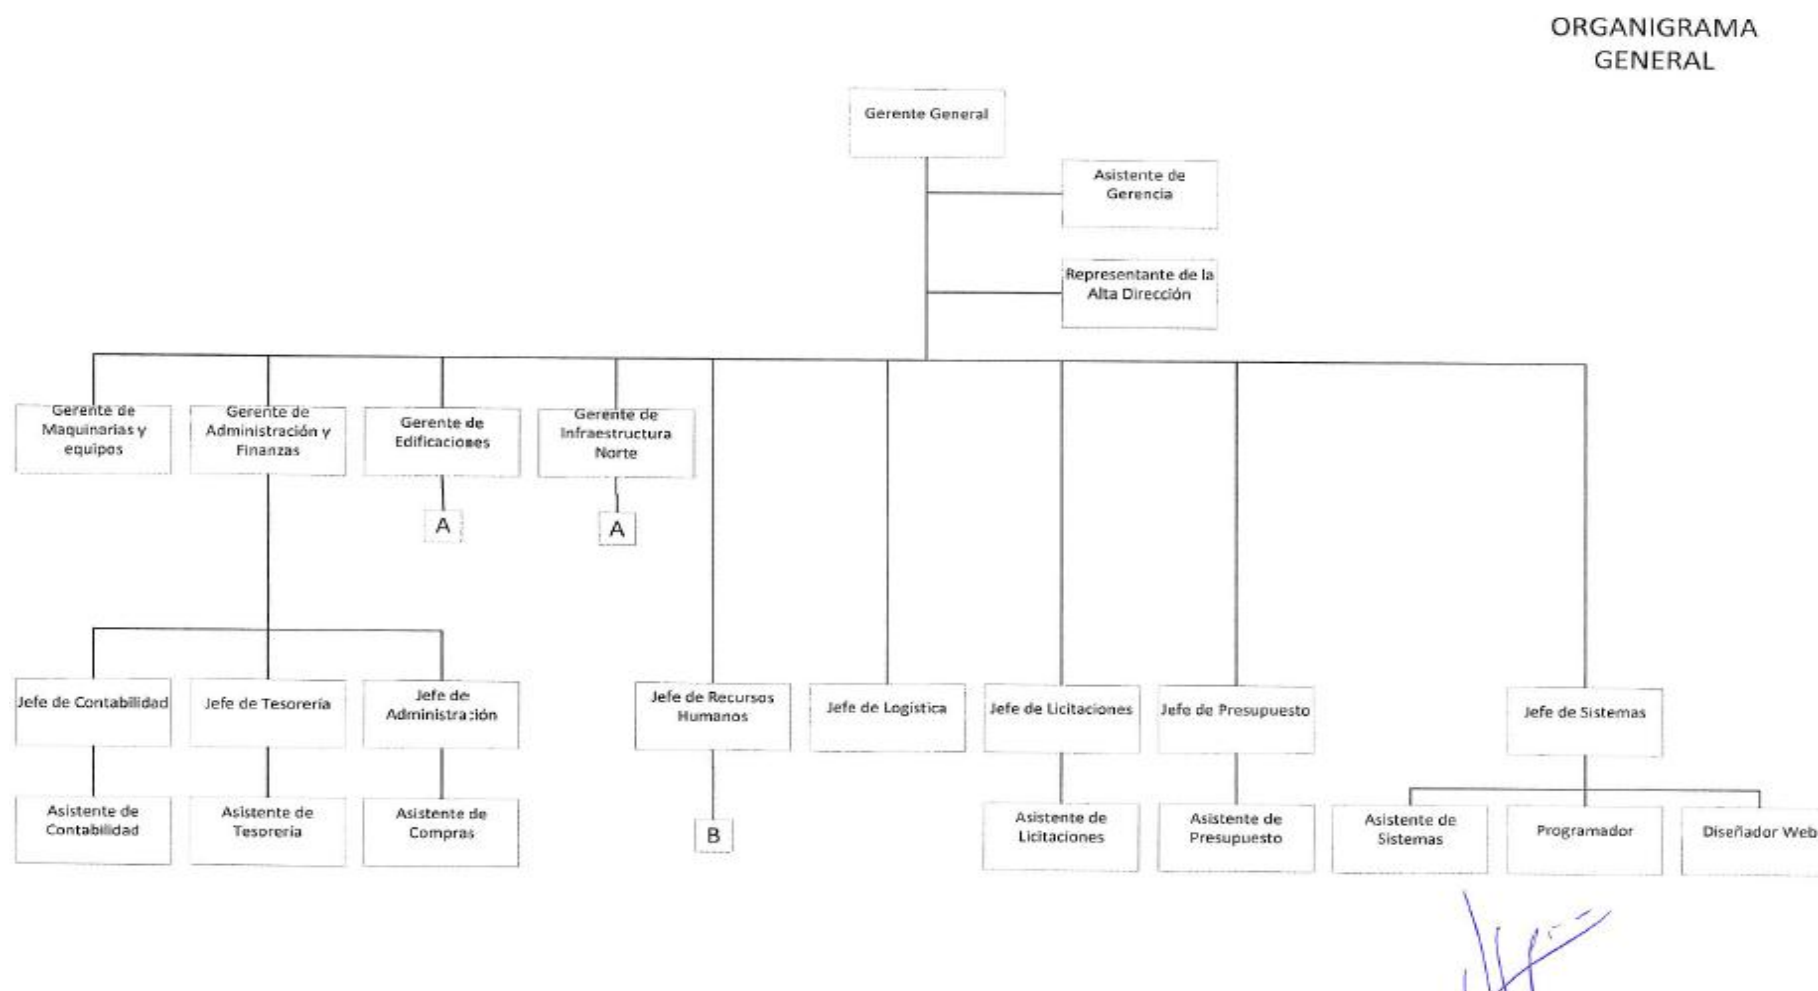 ORGANIGRAMA
GENERAL
Gerente General
Asistente de
Gerencia
Representante de la
Alta Dirección
Gerente de
Maquinarias y
equipos
Gerente de
Administración y
Finanzas
Gerente de
Edificaciones
Gerente de
Infraestructura
Norte
A
A
Jefe de Contabilidad
Jefe de Tesorería
Jefe de
Administración
Jefe de Recursos
Humanos
Jefe de Logística
Jefe de Licitaciones
Jefe de Presupuesto
Jefe de Sistemas
Asistente de
Contabilidad
Asistente de
Tesorería
Asistente de
Compras
B
Asistente de
Licitaciones
Asistente de
Presupuesto
Asistente de
Sistemas
Programador
Diseñador Web